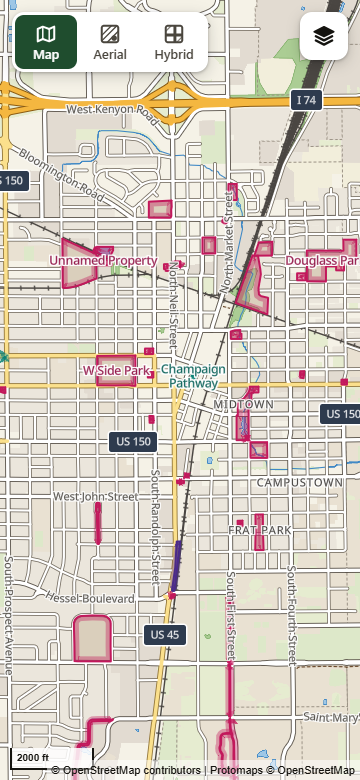 Map
Aerial
Hybrid
West Kenyon Road
I 74
Bloomington Road
150
North Market Street
Unnamed Property
Douglass Par
North Neil Street
W Side Park
Champaign
Pathway
MIDTOWN
US 150
US 150
CAMPUSTOWN
West John Street
South Randolph Street
FRAT PARK
South Prospect Avenue
Hessel Boulevard
South First Street
South Fourth Street
US 45
Saint Mary'
2000 ft
© OpenStreetMap contributors | Protomaps © OpenStreetMap